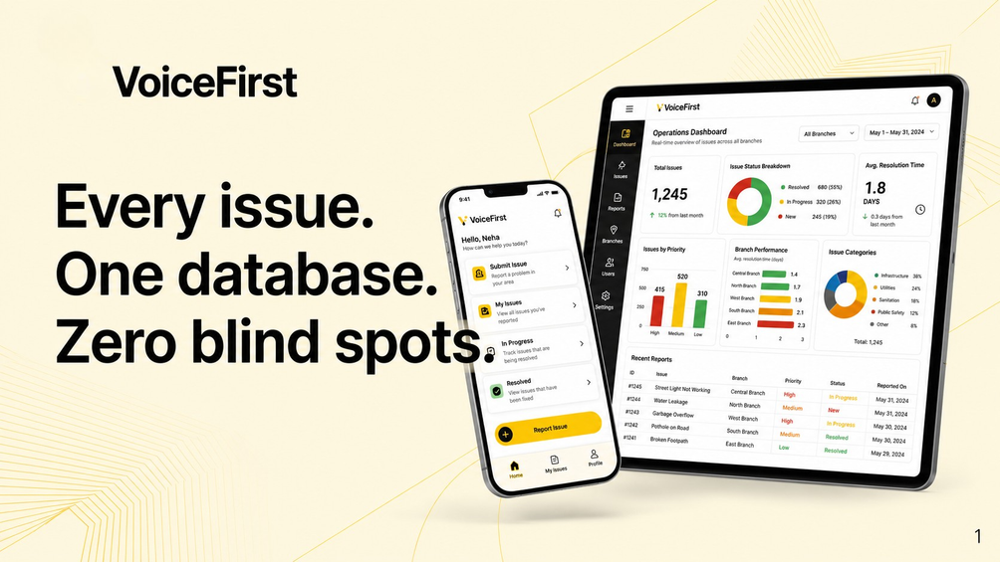 VoiceFirst
Every issue.
One database.
Zero blind spots.
9:41
VoiceFirst
Hello, Neha
How can we help you today?
Submit Issue
Report a problem in
your area
My Issues
View all issues you've
reported
In Progress
Track issues that are
being resolved
Resolved
View issues that have
been fixed
Report Issue
Home
My Issues
Profile
VoiceFirst
A
Dashboard
Issues
Reports
Branches
Users
Settings
Operations Dashboard
Real-time overview of issues across all branches
All Branches
May 1 – May 31, 2024
Total Issues
1,245
12% from last month
Issue Status Breakdown
Resolved 680 (55%)
In Progress 320 (26%)
New 245 (19%)
Avg. Resolution Time
1.8
DAYS
0.3 days from
last month
Issues by Priority
750
500
250
0
415
520
310
High Medium Low
Branch Performance
Avg. resolution time (days)
Central Branch 1.4
North Branch 1.7
West Branch 1.9
South Branch 2.1
East Branch 2.3
0 1 2 3
Issue Categories
Infrastructure 38%
Utilities 24%
Sanitation 18%
Public Safety 12%
Other 8%
Total: 1,245
Recent Reports
ID Issue Branch Priority Status Reported On
#1245 Street Light Not Working Central Branch High In Progress May 31, 2024
#1244 Water Leakage North Branch Medium New May 31, 2024
#1243 Garbage Overflow West Branch High In Progress May 30, 2024
#1242 Pothole on Road South Branch Medium Resolved May 30, 2024
#1241 Broken Footpath East Branch Low Resolved May 29, 2024
1